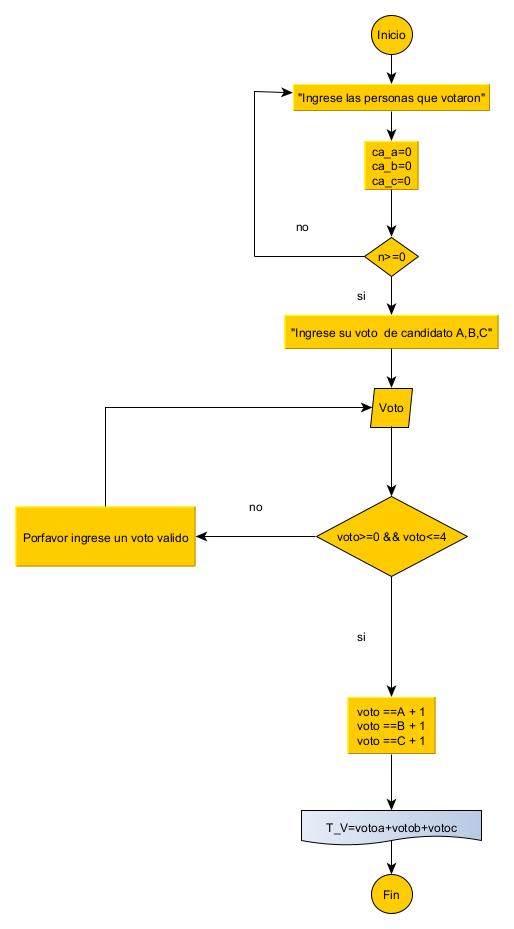 Inicio
"Ingrese las personas que votaron"
ca_a=0
ca_b=0
ca_c=0
no
n>=0
si
"Ingrese su voto  de candidato A,B,C"
Voto
no
Porfavor ingrese un voto valido
voto>=0 && voto<=4
si
voto ==A + 1
voto ==B + 1
voto ==C + 1
T_V=votoa+votob+votoc
Fin